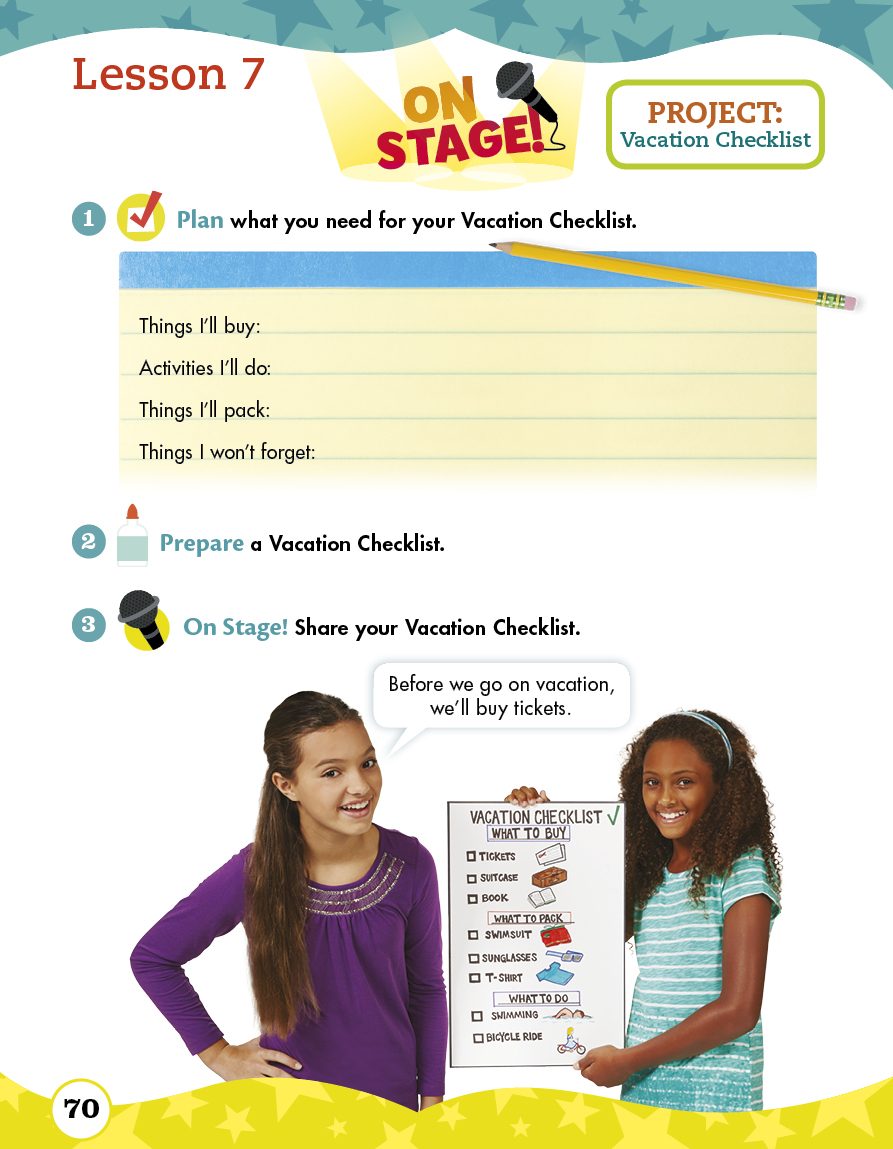 Lesson 7
ON
STAGE!
PROJECT:
Vacation Checklist
1 Plan what you need for your Vacation Checklist.
Things I'll buy:
Activities I'll do:
Things I'll pack:
Things I won't forget:
2 Prepare a Vacation Checklist.
3 On Stage! Share your Vacation Checklist.
Before we go on vacation,
we'll buy tickets.
VACATION CHECKLIST
WHAT TO BUY
TICKETS
SUITCASE
BOOK
WHAT TO PACK
SWIMSUIT
SUNGLASSES
T-SHIRT
WHAT TO DO
SWIMMING
BICYCLE RIDE
70